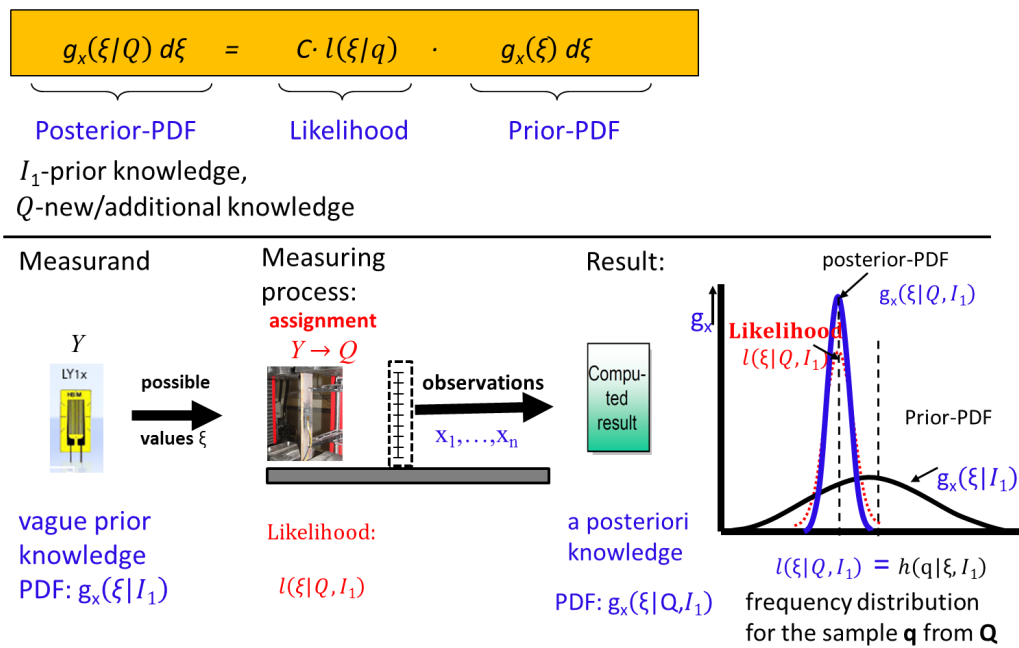 gₓ(ξ|Q) dξ = C· l(ξ|q) · gₓ(ξ) dξ
Posterior-PDF Likelihood Prior-PDF
I₁-prior knowledge,
Q-new/additional knowledge
Measurand
Y
LY1x
HBM
possible
values ξ
vague prior
knowledge
PDF: gₓ(ξ|I₁)
Measuring
process:
assignment
Y → Q
observations
x₁,…,xₙ
Likelihood:
l(ξ|Q, I₁)
Result:
Compu-
ted
result
a posteriori
knowledge
PDF: gₓ(ξ|Q,I₁)
posterior-PDF
gₓ(ξ|Q, I₁)
gₓ
Likelihood
l(ξ|Q, I₁)
Prior-PDF
gₓ(ξ|I₁)
l(ξ|Q, I₁) = h(q|ξ, I₁)
frequency distribution
for the sample q from Q